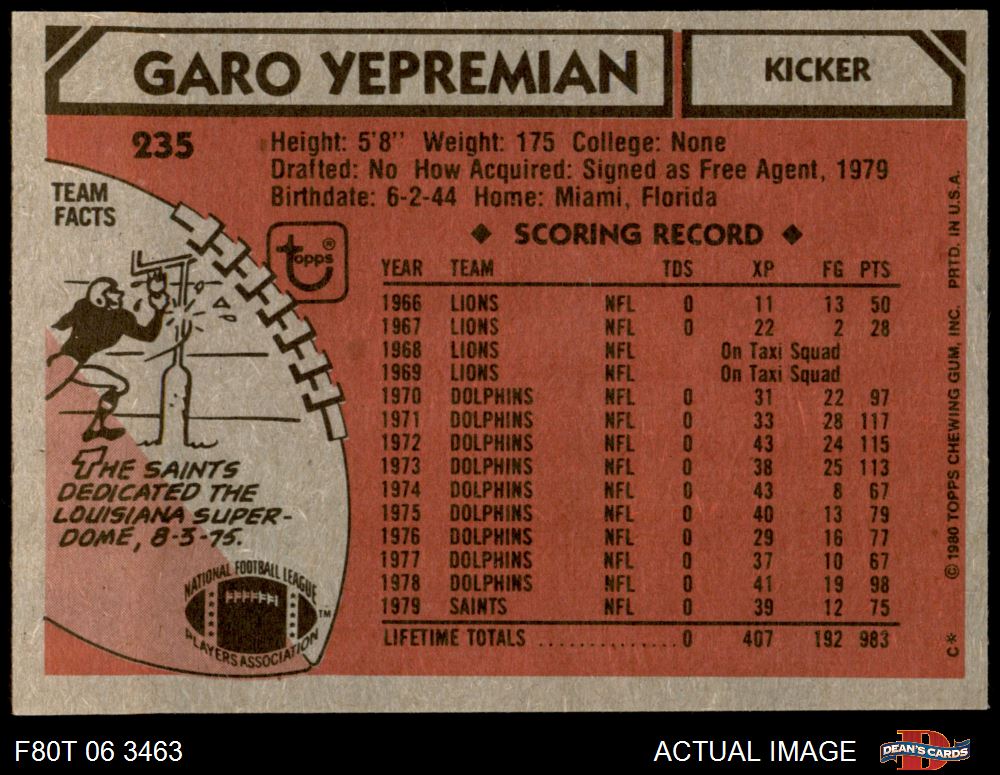 GARO YEPREMIAN
KICKER
235
Height: 5'8'' Weight: 175 College: None
Drafted: No How Acquired: Signed as Free Agent, 1979
Birthdate: 6-2-44 Home: Miami, Florida
TEAM
FACTS
topps®
◆ SCORING RECORD ◆
YEAR TEAM TDS XP FG PTS
1966 LIONS NFL 0 11 13 50
1967 LIONS NFL 0 22 2 28
1968 LIONS NFL On Taxi Squad
1969 LIONS NFL On Taxi Squad
1970 DOLPHINS NFL 0 31 22 97
1971 DOLPHINS NFL 0 33 28 117
1972 DOLPHINS NFL 0 43 24 115
1973 DOLPHINS NFL 0 38 25 113
1974 DOLPHINS NFL 0 43 8 67
1975 DOLPHINS NFL 0 40 13 79
1976 DOLPHINS NFL 0 29 16 77
1977 DOLPHINS NFL 0 37 10 67
1978 DOLPHINS NFL 0 41 19 98
1979 SAINTS NFL 0 39 12 75
LIFETIME TOTALS ..............0 407 192 983
THE SAINTS
DEDICATED THE
LOUISIANA SUPER-
DOME, 8-3-75.
NATIONAL FOOTBALL LEAGUE
PLAYERS ASSOCIATION
™
C* © 1980 TOPPS CHEWING GUM, INC. PRTD. IN U.S.A.
F80T 06 3463
ACTUAL IMAGE
D
DEAN'S CARDS